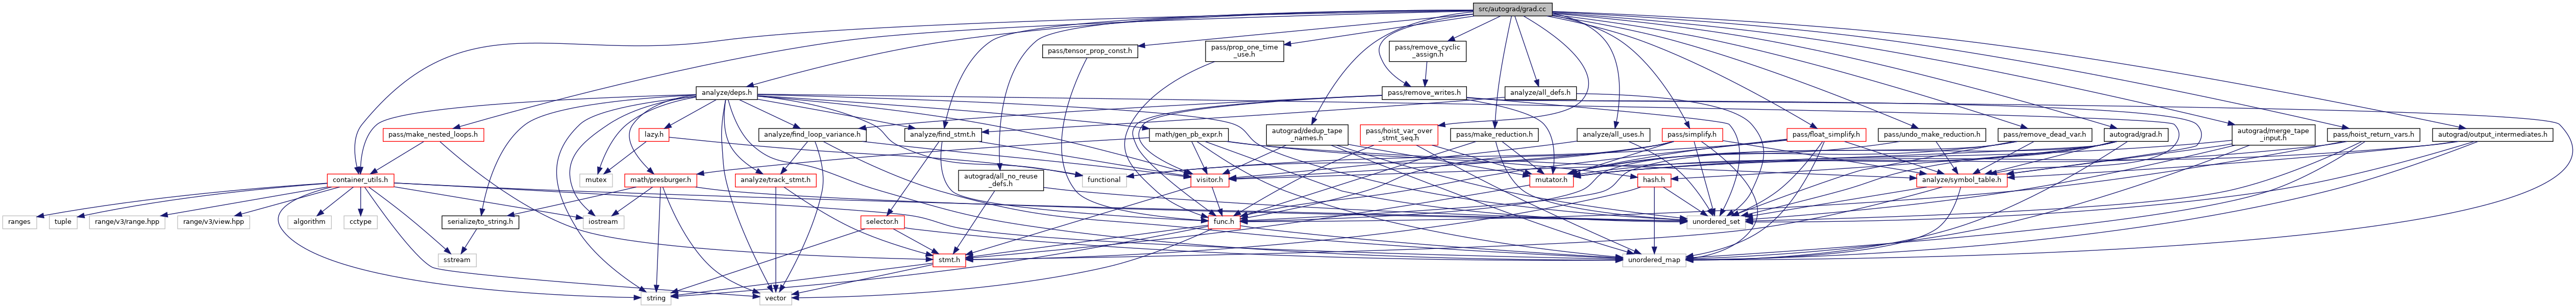 src/autograd/grad.cc
pass/tensor_prop_const.h
pass/prop_one_time
_use.h
pass/remove_cyclic
_assign.h
analyze/deps.h
pass/remove_writes.h
analyze/all_defs.h
pass/make_nested_loops.h
lazy.h
analyze/find_loop_variance.h
analyze/find_stmt.h
math/gen_pb_expr.h
autograd/dedup_tape
_names.h
pass/hoist_var_over
_stmt_seq.h
pass/make_reduction.h
analyze/all_uses.h
pass/simplify.h
pass/float_simplify.h
pass/undo_make_reduction.h
pass/remove_dead_var.h
autograd/grad.h
autograd/merge_tape
_input.h
pass/hoist_return_vars.h
autograd/output_intermediates.h
container_utils.h
mutex
math/presburger.h
analyze/track_stmt.h
autograd/all_no_reuse
_defs.h
functional
visitor.h
mutator.h
hash.h
analyze/symbol_table.h
ranges
tuple
range/v3/range.hpp
range/v3/view.hpp
algorithm
cctype
serialize/to_string.h
iostream
selector.h
func.h
unordered_set
sstream
stmt.h
unordered_map
string
vector